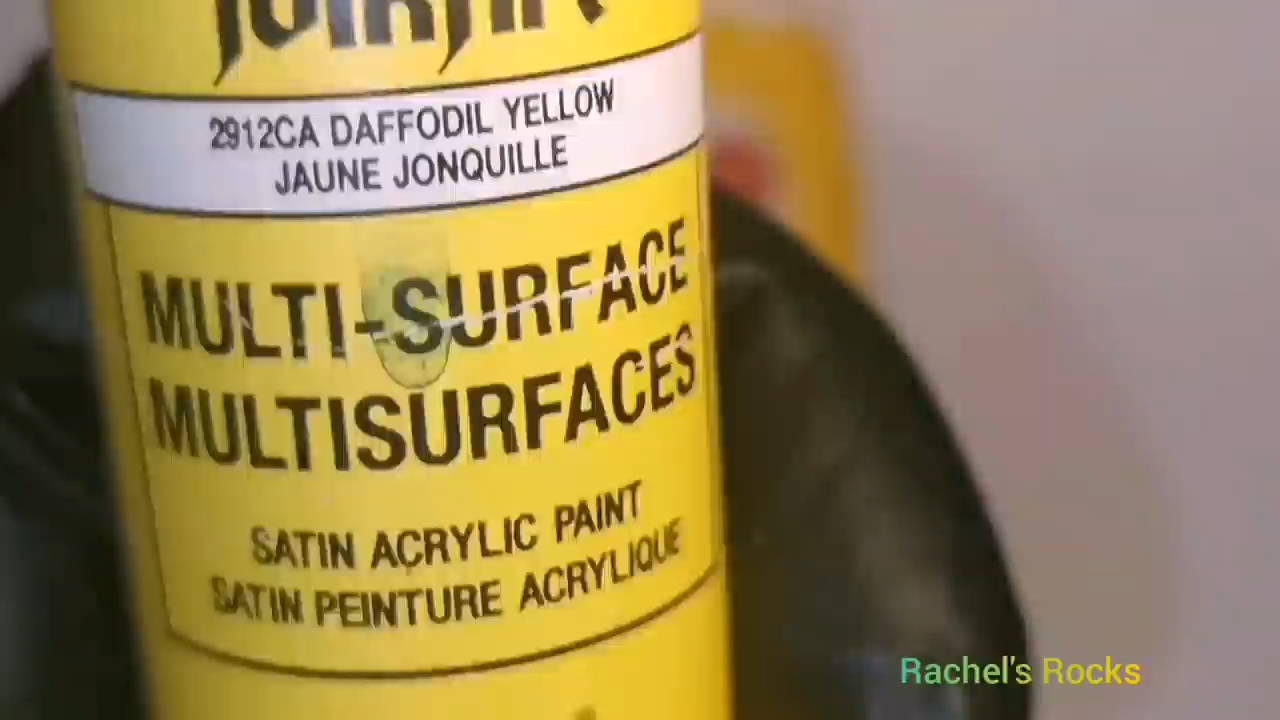 2912CA DAFFODIL YELLOW
JAUNE JONQUILLE
MULTI-SURFACE
MULTISURFACES
SATIN ACRYLIC PAINT
SATIN PEINTURE ACRYLIQUE
Rachel's Rocks